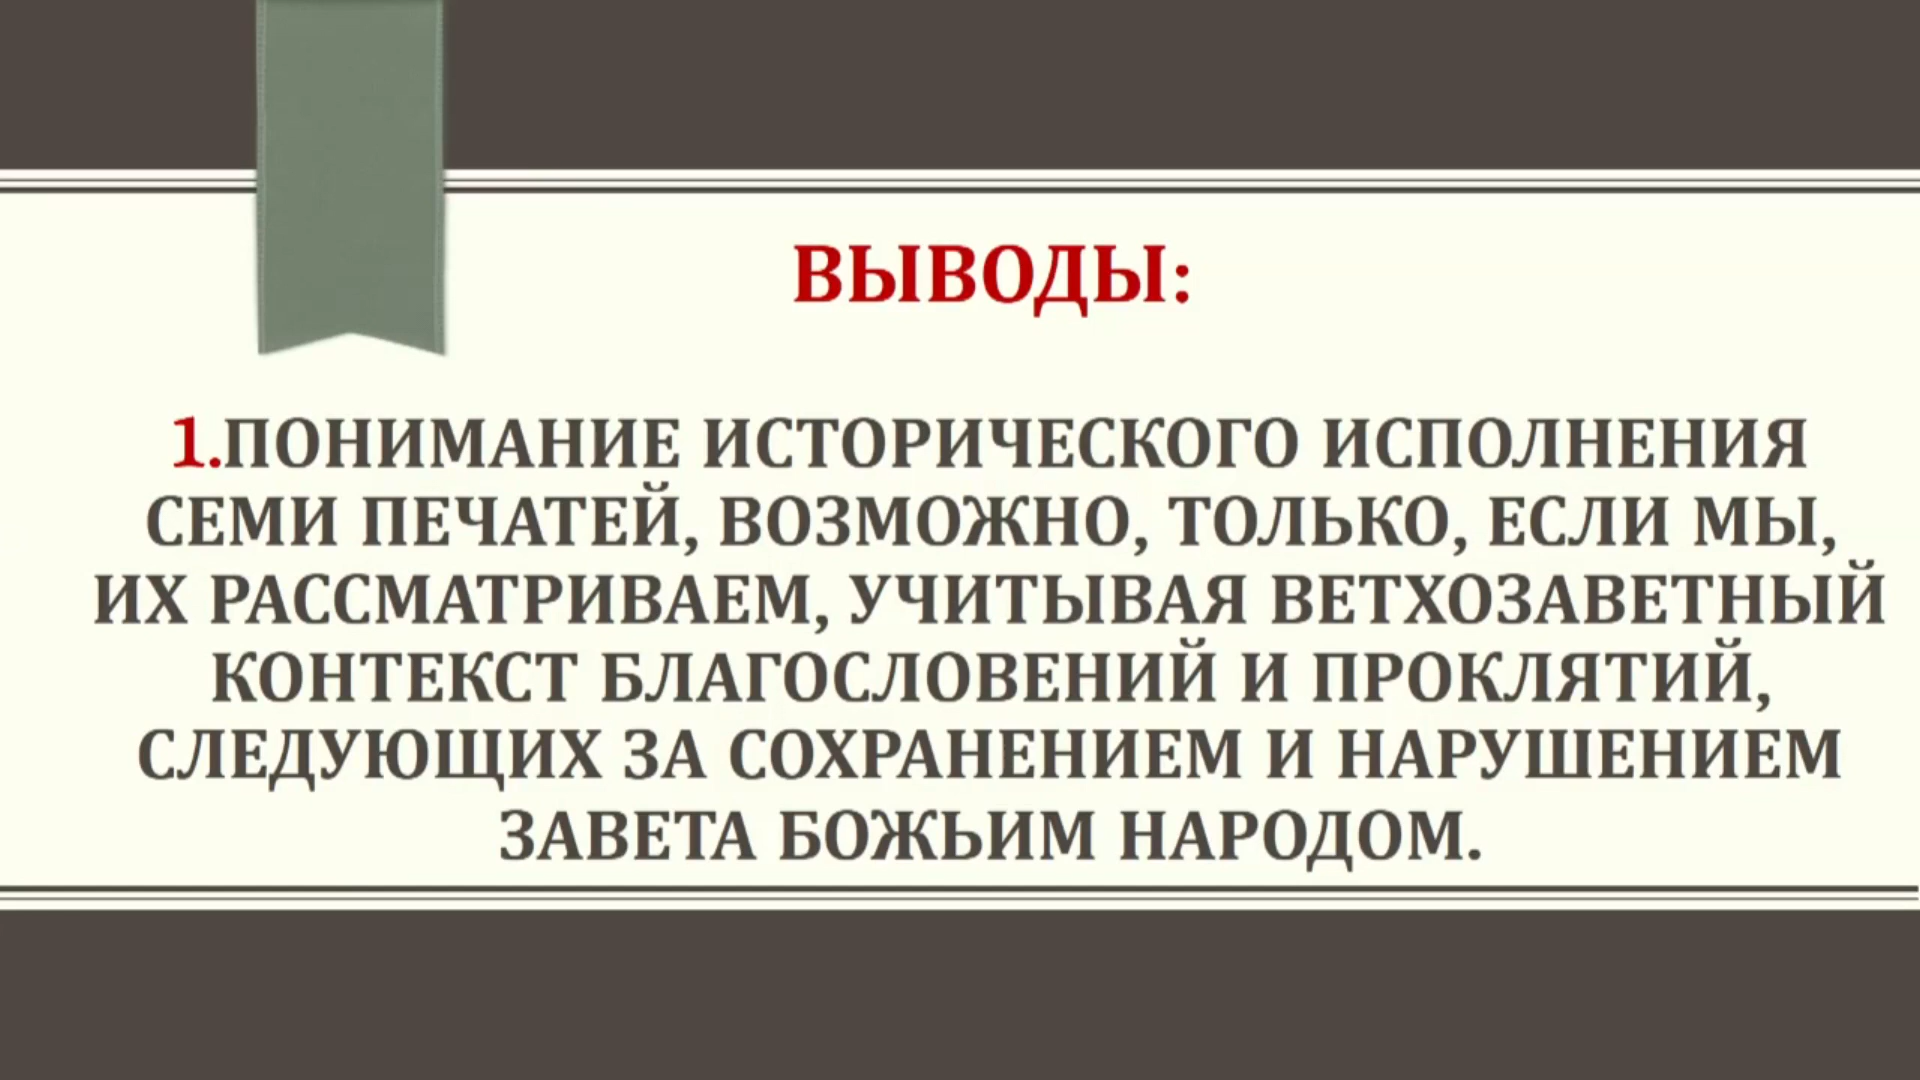 ВЫВОДЫ:
1.ПОНИМАНИЕ ИСТОРИЧЕСКОГО ИСПОЛНЕНИЯ
СЕМИ ПЕЧАТЕЙ, ВОЗМОЖНО, ТОЛЬКО, ЕСЛИ МЫ,
ИХ РАССМАТРИВАЕМ, УЧИТЫВАЯ ВЕТХОЗАВЕТНЫЙ
КОНТЕКСТ БЛАГОСЛОВЕНИЙ И ПРОКЛЯТИЙ,
СЛЕДУЮЩИХ ЗА СОХРАНЕНИЕМ И НАРУШЕНИЕМ
ЗАВЕТА БОЖЬИМ НАРОДОМ.